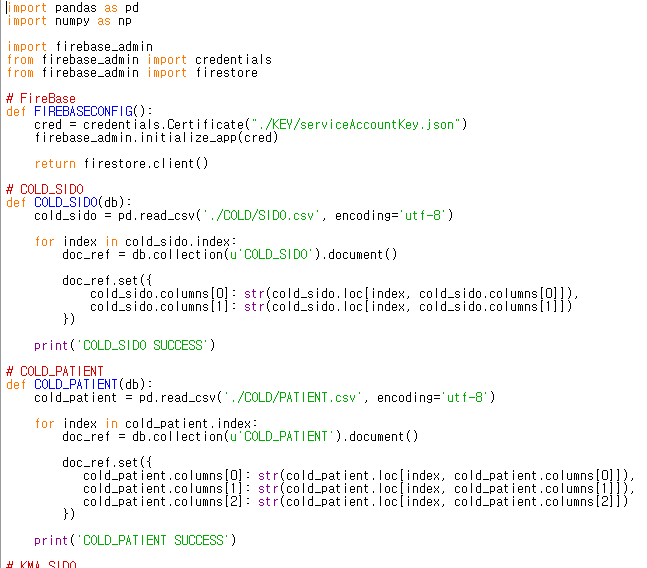 import pandas as pd
import numpy as np

import firebase_admin
from firebase_admin import credentials
from firebase_admin import firestore

# FireBase
def FIREBASECONFIG():
    cred = credentials.Certificate("./KEY/serviceAccountKey.json")
    firebase_admin.initialize_app(cred)

    return firestore.client()

# COLD_SIDO
def COLD_SIDO(db):
    cold_sido = pd.read_csv('./COLD/SIDO.csv', encoding='utf-8')

    for index in cold_sido.index:
        doc_ref = db.collection(u'COLD_SIDO').document()

        doc_ref.set({
            cold_sido.columns[0]: str(cold_sido.loc[index, cold_sido.columns[0]]),
            cold_sido.columns[1]: str(cold_sido.loc[index, cold_sido.columns[1]])
        })

    print('COLD_SIDO SUCCESS')

# COLD_PATIENT
def COLD_PATIENT(db):
    cold_patient = pd.read_csv('./COLD/PATIENT.csv', encoding='utf-8')

    for index in cold_patient.index:
        doc_ref = db.collection(u'COLD_PATIENT').document()

        doc_ref.set({
           cold_patient.columns[0]: str(cold_patient.loc[index, cold_patient.columns[0]]),
           cold_patient.columns[1]: str(cold_patient.loc[index, cold_patient.columns[1]]),
           cold_patient.columns[2]: str(cold_patient.loc[index, cold_patient.columns[2]])
        })

    print('COLD_PATIENT SUCCESS')

# KMA_SIDO